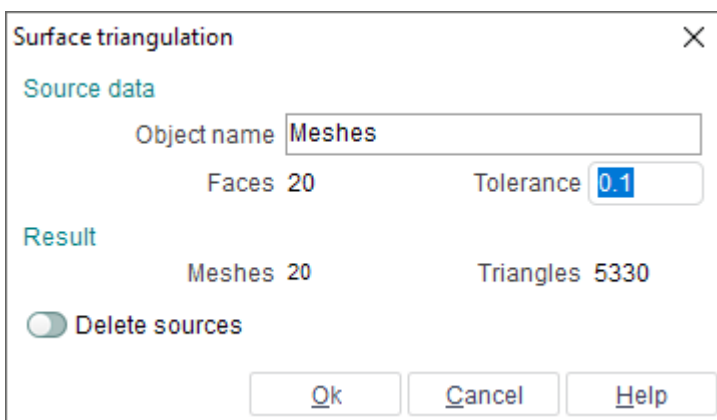 Surface triangulation
Source data
Object name Meshes
Faces 20 Tolerance 0.1
Result
Meshes 20 Triangles 5330
Delete sources
Ok Cancel Help